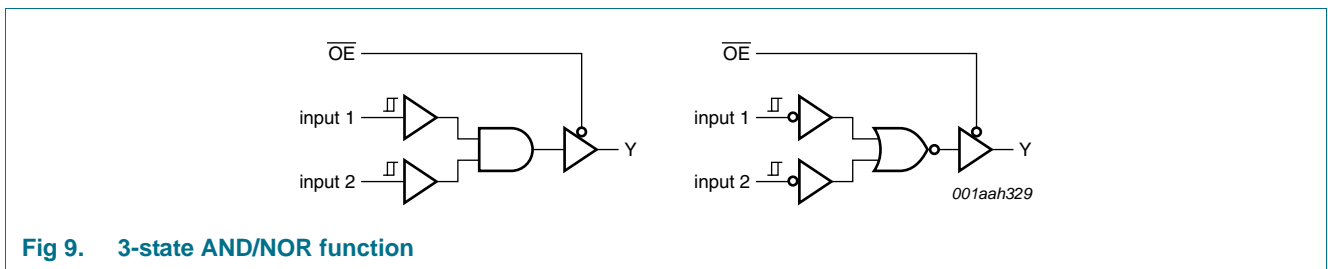 OE OE
input 1 input 1
Y Y
input 2 input 2
001aah329
Fig 9. 3-state AND/NOR function